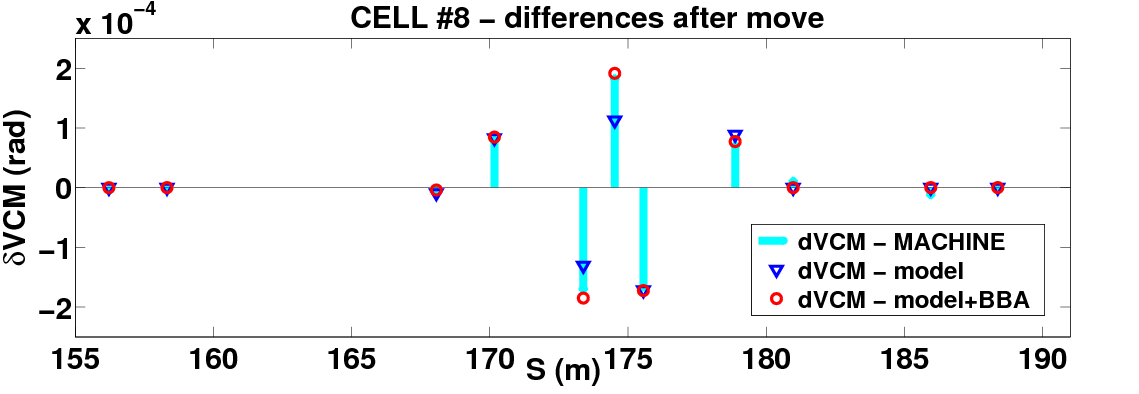 CELL #8 – differences after move
x 10⁻⁴
2
1
0
−1
−2
δVCM (rad)
dVCM – MACHINE
dVCM – model
dVCM – model+BBA
155 160 165 170 175 180 185 190
S (m)